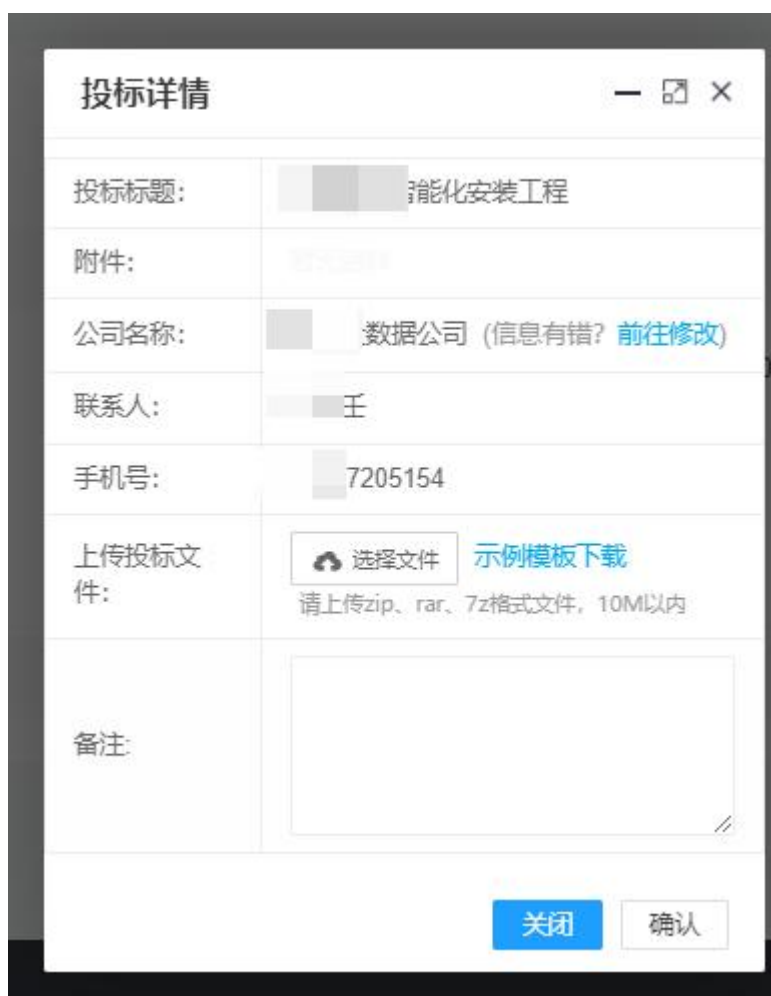 投标详情
投标标题:
能化安装工程
附件:
公司名称:
数据公司 (信息有错? 前往修改)
联系人:
壬
手机号:
7205154
上传投标文
件:
选择文件 示例模板下载
请上传zip、rar、7z格式文件, 10M以内
备注:
关闭 确认